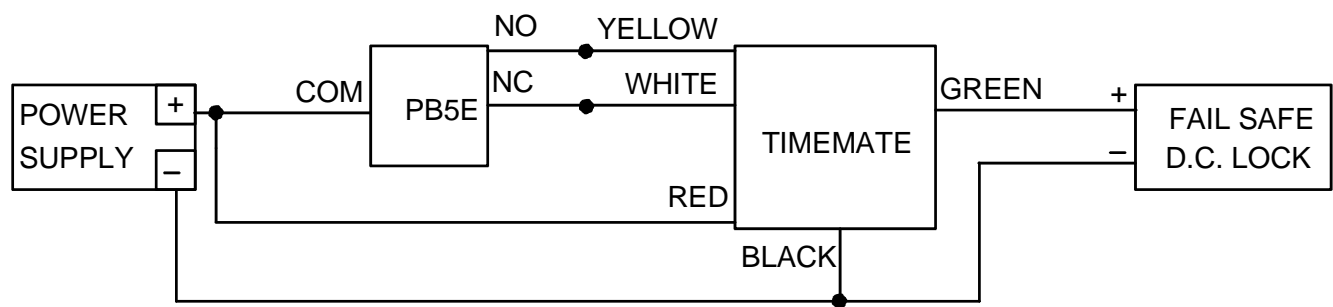 NO YELLOW
COM
PB5E
NC WHITE
POWER +
SUPPLY −
TIMEMATE
RED
BLACK
GREEN
+ FAIL SAFE
− D.C. LOCK